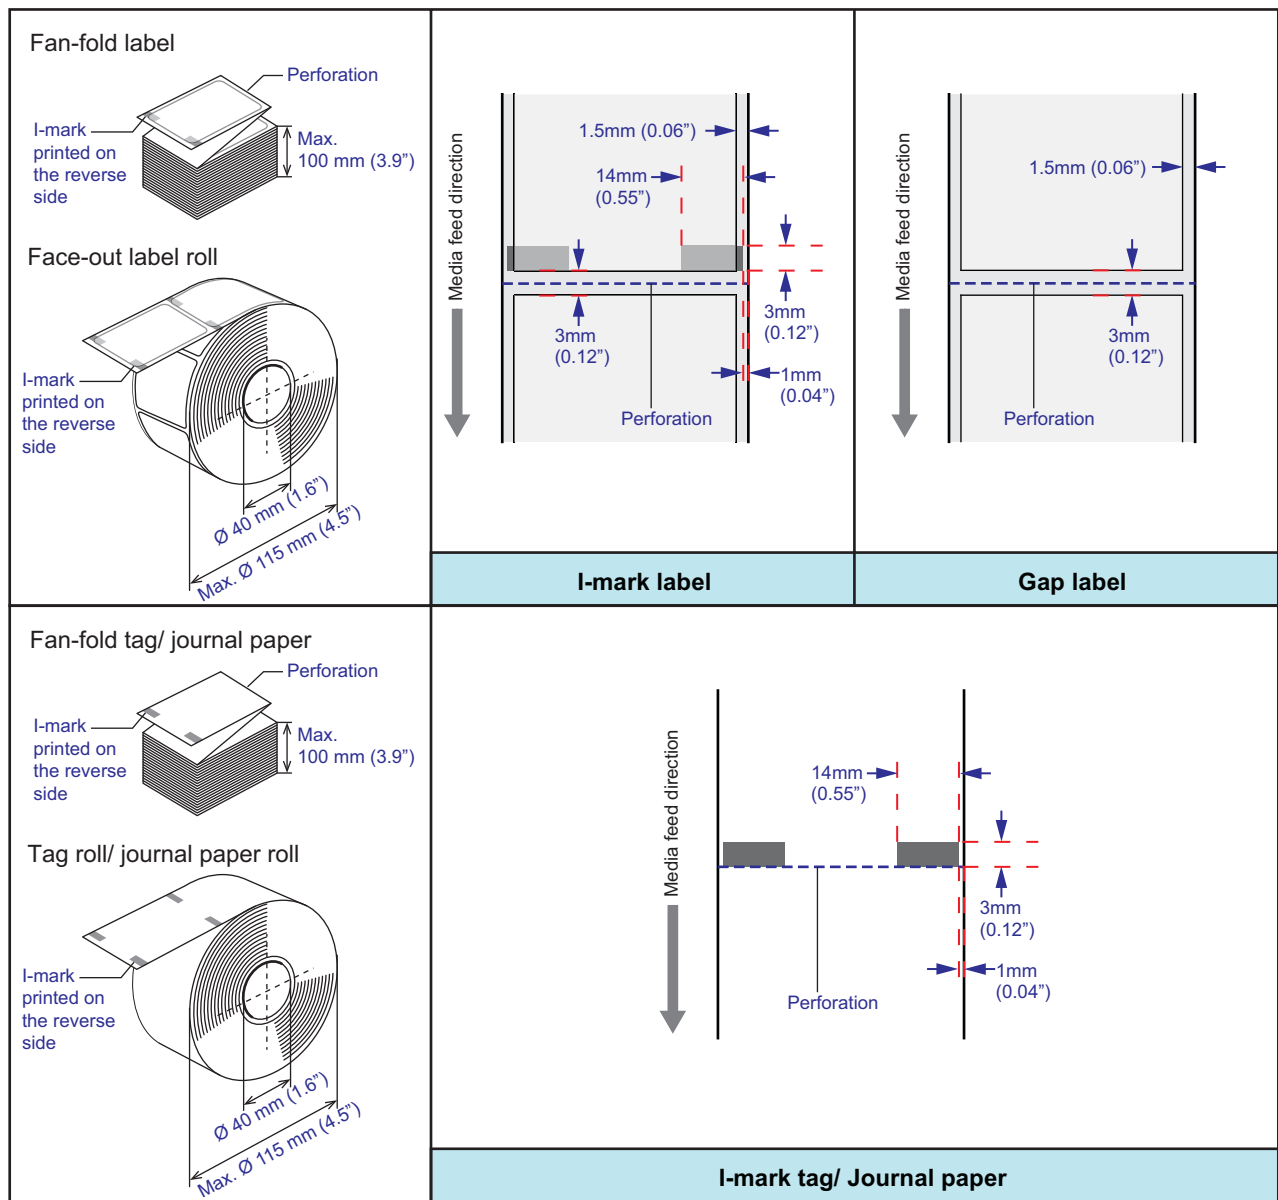 Fan-fold label
Perforation
I-mark
printed on
the reverse
side
Max.
100 mm (3.9”)
Face-out label roll
I-mark
printed on
the reverse
side
Ø 40 mm (1.6”)
Max. Ø 115 mm (4.5”)
Media feed direction
1.5mm (0.06”)
14mm
(0.55”)
3mm
(0.12”)
3mm
(0.12”)
1mm
(0.04”)
Perforation
I-mark label
Media feed direction
1.5mm (0.06”)
3mm
(0.12”)
Perforation
Gap label
Fan-fold tag/ journal paper
Perforation
I-mark
printed on
the reverse
side
Max.
100 mm (3.9”)
Tag roll/ journal paper roll
I-mark
printed on
the reverse
side
Ø 40 mm (1.6”)
Max. Ø 115 mm (4.5”)
Media feed direction
14mm
(0.55”)
3mm
(0.12”)
1mm
(0.04”)
Perforation
I-mark tag/ Journal paper